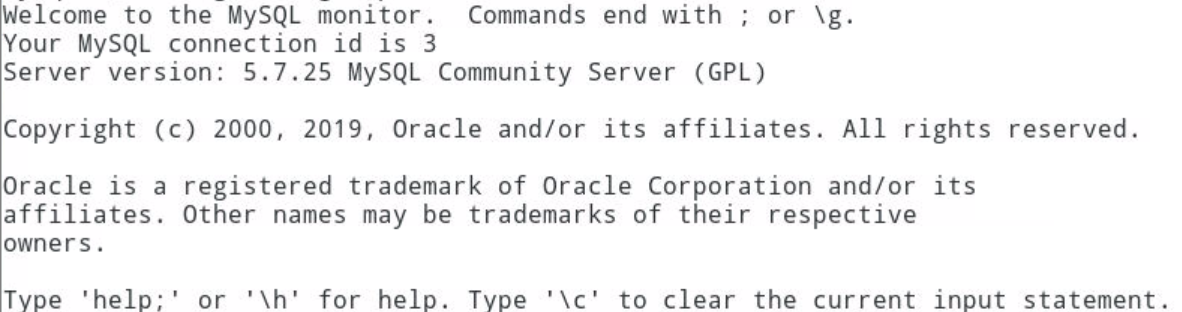 Welcome to the MySQL monitor.  Commands end with ; or \g.
Your MySQL connection id is 3
Server version: 5.7.25 MySQL Community Server (GPL)
Copyright (c) 2000, 2019, Oracle and/or its affiliates. All rights reserved.
Oracle is a registered trademark of Oracle Corporation and/or its
affiliates. Other names may be trademarks of their respective
owners.
Type 'help;' or '\h' for help. Type '\c' to clear the current input statement.